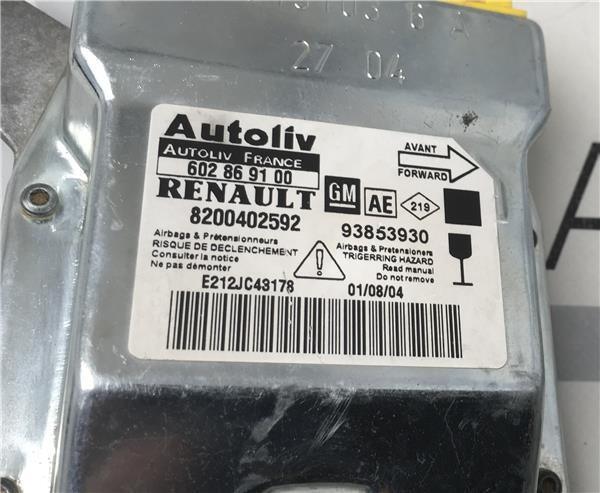 27 04
Autoliv
AUTOLIV FRANCE
602 86 91 00
RENAULT
8200402592
GM
AE
219
AVANT
FORWARD
93853930
Airbags & Prétensionneurs
RISQUE DE DECLENCHEMENT
Consulter la notice
Ne pas démonter
Airbags & Pretensioners
TRIGERRING HAZARD
Read manual
Do not remove
E212JC43178
01/08/04